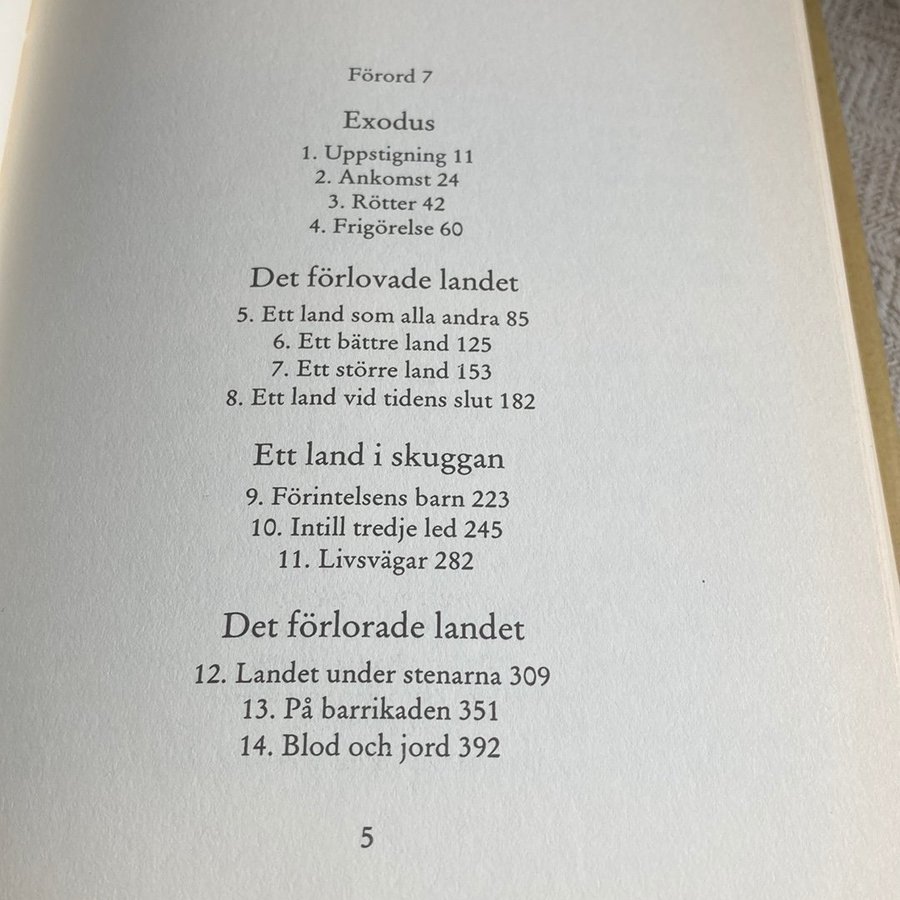 Förord 7
Exodus
1. Uppstigning 11
2. Ankomst 24
3. Rötter 42
4. Frigörelse 60
Det förlovade landet
5. Ett land som alla andra 85
6. Ett bättre land 125
7. Ett större land 153
8. Ett land vid tidens slut 182
Ett land i skuggan
9. Förintelsens barn 223
10. Intill tredje led 245
11. Livsvägar 282
Det förlorade landet
12. Landet under stenarna 309
13. På barrikaden 351
14. Blod och jord 392
5